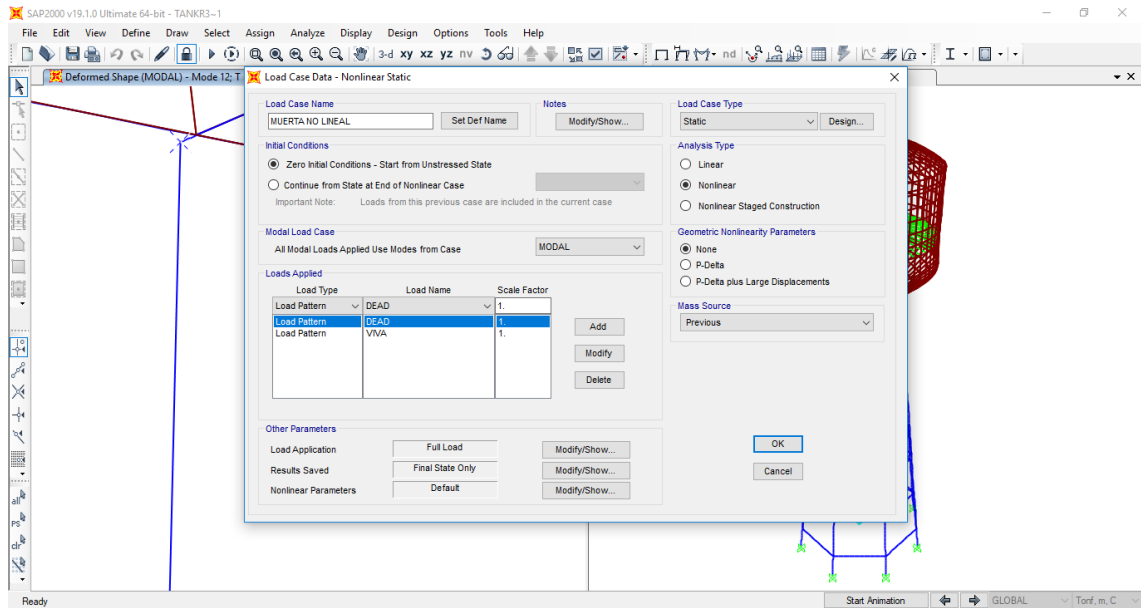 SAP2000 v19.1.0 Ultimate 64-bit - TANKR3~1
File Edit View Define Draw Select Assign Analyze Display Design Options Tools Help
3-d xy xz yz nv nd
Deformed Shape (MODAL) - Mode 12; T
Load Case Data - Nonlinear Static
Load Case Name
MUERTA NO LINEAL
Set Def Name
Notes
Modify/Show...
Load Case Type
Static
Design...
Initial Conditions
Zero Initial Conditions - Start from Unstressed State
Continue from State at End of Nonlinear Case
Important Note: Loads from this previous case are included in the current case
Analysis Type
Linear
Nonlinear
Nonlinear Staged Construction
Modal Load Case
All Modal Loads Applied Use Modes from Case
MODAL
Geometric Nonlinearity Parameters
None
P-Delta
P-Delta plus Large Displacements
Loads Applied
Load Type Load Name Scale Factor
Load Pattern DEAD 1.
Load Pattern DEAD 1.
Load Pattern VIVA 1.
Add
Modify
Delete
Mass Source
Previous
Other Parameters
Load Application Full Load Modify/Show...
Results Saved Final State Only Modify/Show...
Nonlinear Parameters Default Modify/Show...
OK
Cancel
all
PS
clr
Ready
Start Animation
GLOBAL
Tonf, m, C